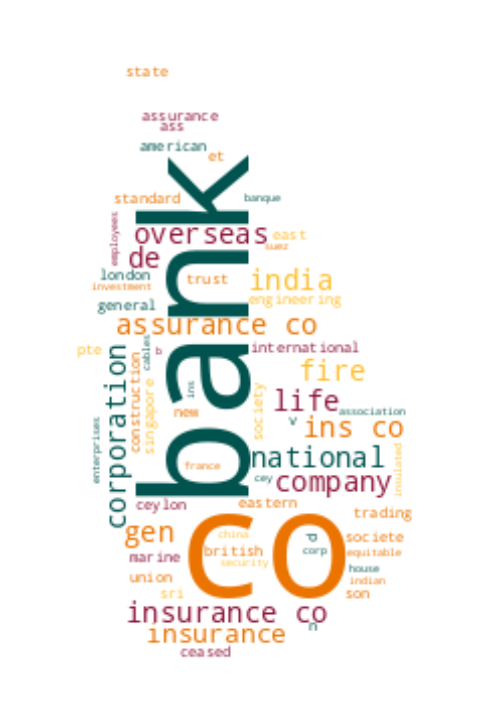 state
assurance
ass
american
et
standard
banque
employees
overseas
east
suez
de
london
trust
india
investment
engineering
general
assurance co
bank
cables
b
international
pte
corporation
construction
singapore
fire
ins
life
new
society
association
v
ins co
enterprises
france
national
insulated
cey
company
ceylon
eastern
trading
gen
co
china
p
societe
british
corp
equitable
marine
security
house
union
indian
sri
son
insurance co
n
insurance
ceased